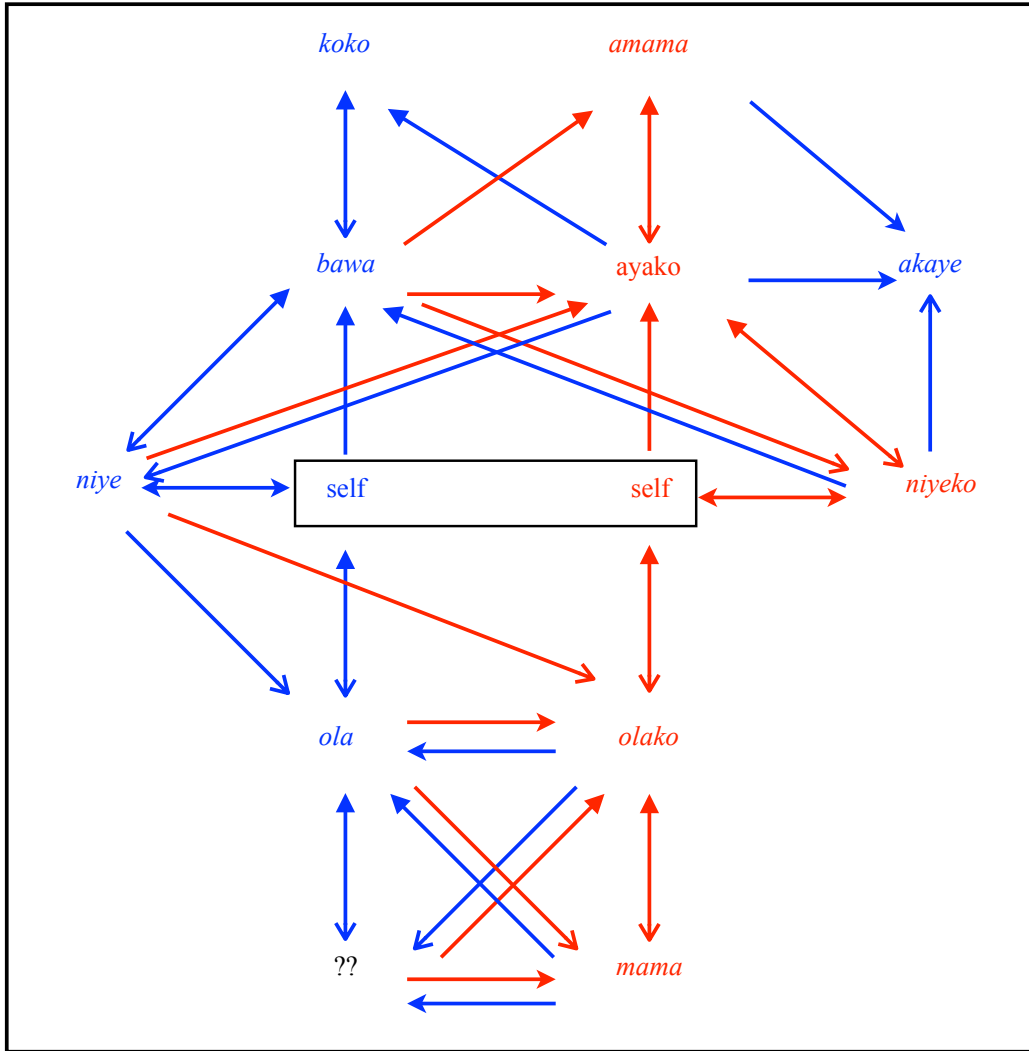 koko amama
bawa ayako akaye
niye self self niyeko
ola olako
?? mama